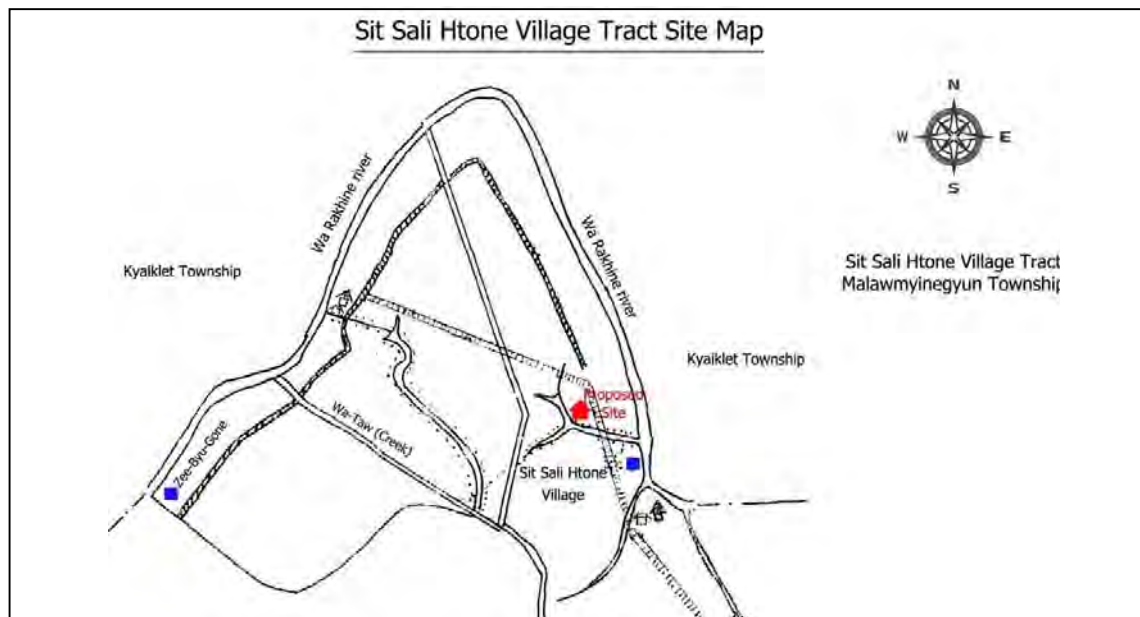 Sit Sali Htone Village Tract Site Map
N
W
E
S
Wa Rakhine river
Wa Rakhine river
Kyaiklet Township
Sit Sali Htone Village Tract
Malawmyinegyun Township
Kyaiklet Township
Proposed
Site
Zee-Byu-Gone
Wa-Taw (Creek)
Sit Sali Htone
Village